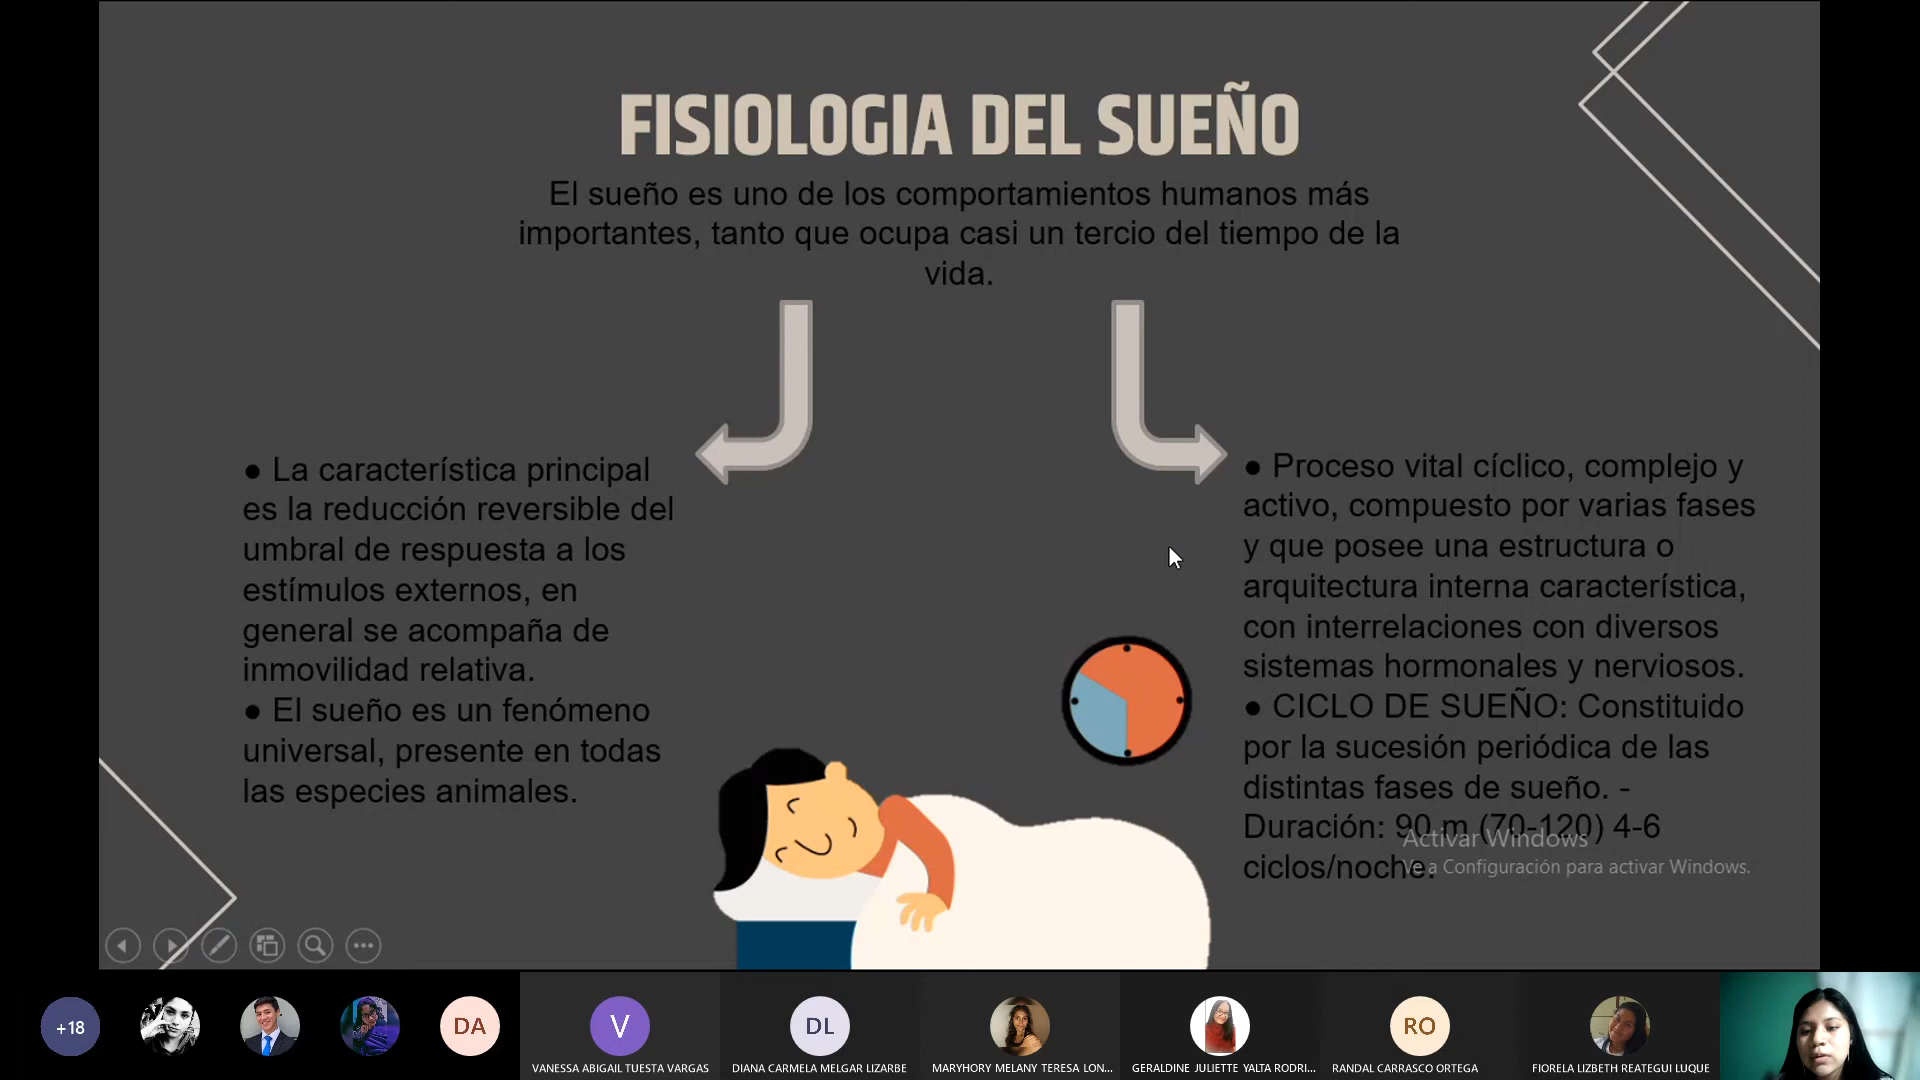 FISIOLOGIA DEL SUEÑO
El sueño es uno de los comportamientos humanos más
importantes, tanto que ocupa casi un tercio del tiempo de la
vida.
● La característica principal
es la reducción reversible del
umbral de respuesta a los
estímulos externos, en
general se acompaña de
inmovilidad relativa.
● El sueño es un fenómeno
universal, presente en todas
las especies animales.
● Proceso vital cíclico, complejo y
activo, compuesto por varias fases
y que posee una estructura o
arquitectura interna característica,
con interrelaciones con diversos
sistemas hormonales y nerviosos.
● CICLO DE SUEÑO: Constituido
por la sucesión periódica de las
distintas fases de sueño. -
Duración: 90 m (70-120) 4-6
ciclos/noche.
Activar Windows
Ve a Configuración para activar Windows.
+18
DA
V
DL
RO
VANESSA ABIGAIL TUESTA VARGAS
DIANA CARMELA MELGAR LIZARBE
MARYHORY MELANY TERESA LON...
GERALDINE JULIETTE YALTA RODRI...
RANDAL CARRASCO ORTEGA
FIORELA LIZBETH REATEGUI LUQUE